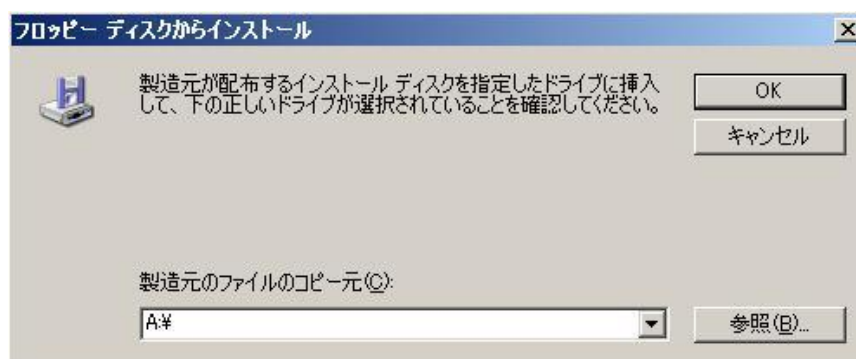 フロッピー ディスクからインストール
製造元が配布するインストール ディスクを指定したドライブに挿入
して、下の正しいドライブが選択されていることを確認してください。
OK
キャンセル
製造元のファイルのコピー元(C):
A:¥
参照(B)...